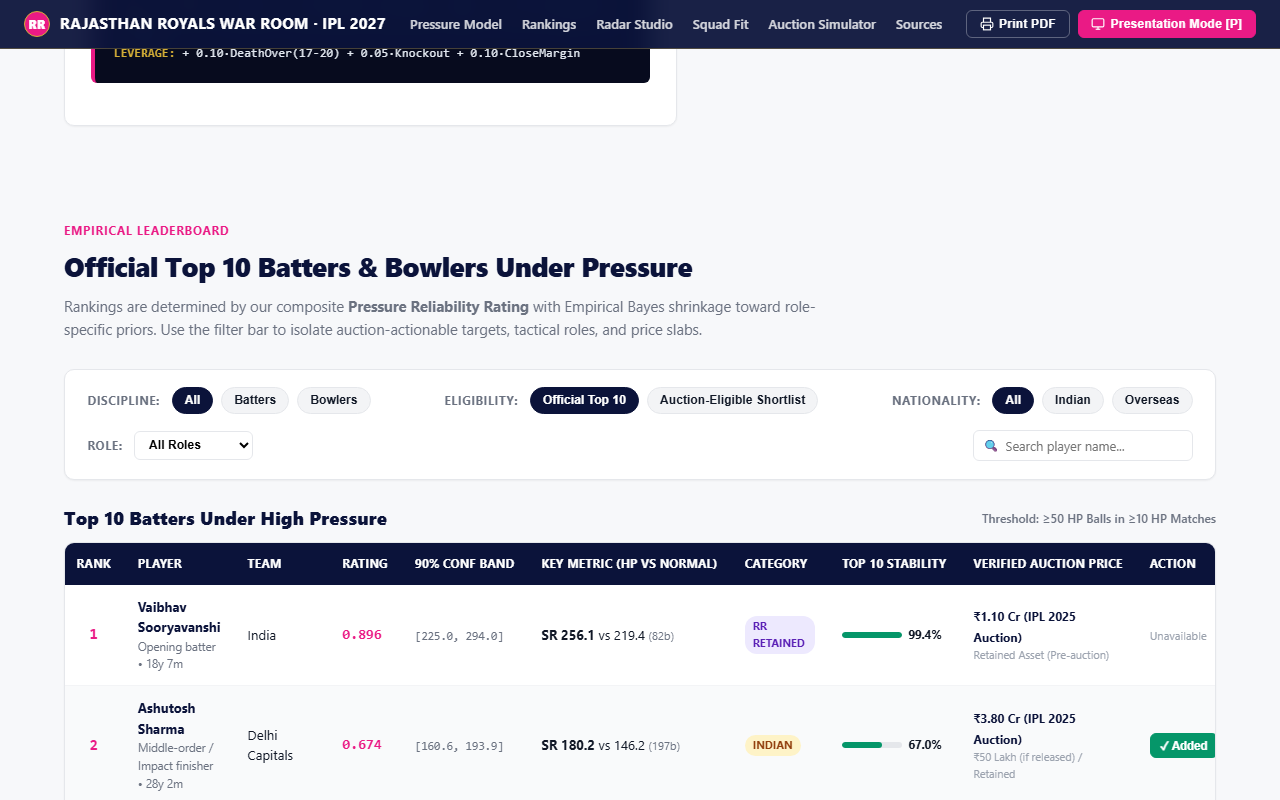 RR RAJASTHAN ROYALS WAR ROOM · IPL 2027 Pressure Model Rankings Radar Studio Squad Fit Auction Simulator Sources Print PDF Presentation Mode [P]
LEVERAGE: + 0.10·DeathOver(17-20) + 0.05·Knockout + 0.10·CloseMargin
EMPIRICAL LEADERBOARD
Official Top 10 Batters & Bowlers Under Pressure
Rankings are determined by our composite Pressure Reliability Rating with Empirical Bayes shrinkage toward role-
specific priors. Use the filter bar to isolate auction-actionable targets, tactical roles, and price slabs.
DISCIPLINE: All Batters Bowlers ELIGIBILITY: Official Top 10 Auction-Eligible Shortlist NATIONALITY: All Indian Overseas
ROLE: All Roles Search player name...
Top 10 Batters Under High Pressure Threshold: ≥50 HP Balls in ≥10 HP Matches
RANK PLAYER TEAM RATING 90% CONF BAND KEY METRIC (HP VS NORMAL) CATEGORY TOP 10 STABILITY VERIFIED AUCTION PRICE ACTION
1
Vaibhav
Sooryavanshi
Opening batter
• 18y 7m
India
0.896
[225.0, 294.0]
SR 256.1 vs 219.4 (82b)
RR
RETAINED
99.4%
₹1.10 Cr (IPL 2025
Auction)
Retained Asset (Pre-auction)
Unavailable
2
Ashutosh
Sharma
Middle-order /
Impact finisher
• 28y 2m
Delhi
Capitals
0.674
[160.6, 193.9]
SR 180.2 vs 146.2 (197b)
INDIAN
67.0%
₹3.80 Cr (IPL 2025
Auction)
₹50 Lakh (if released) /
Retained
✓ Added